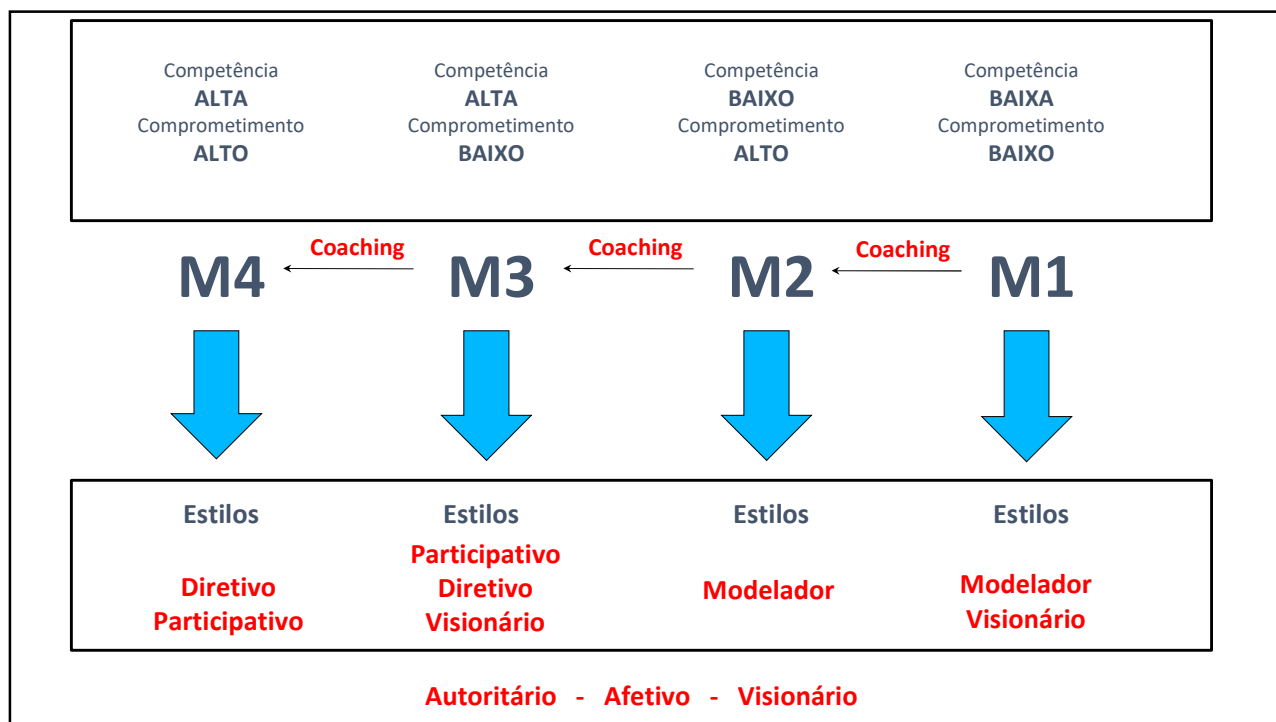 Competência
ALTA
Comprometimento
ALTO
Competência
ALTA
Comprometimento
BAIXO
Competência
BAIXO
Comprometimento
ALTO
Competência
BAIXA
Comprometimento
BAIXO
M4
Coaching
M3
Coaching
M2
Coaching
M1
Estilos
Diretivo
Participativo
Estilos
Participativo
Diretivo
Visionário
Estilos
Modelador
Estilos
Modelador
Visionário
Autoritário - Afetivo - Visionário